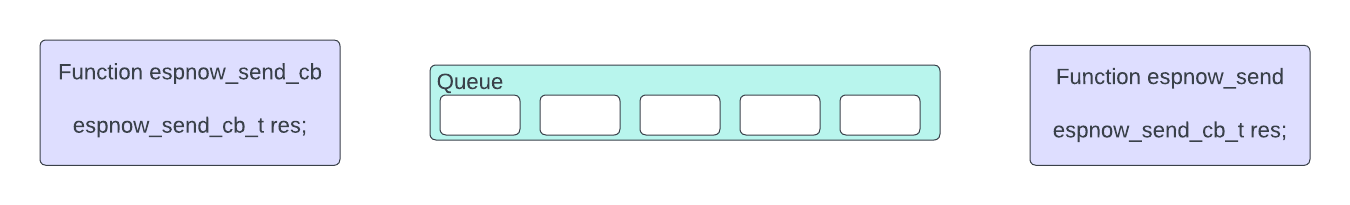 Function espnow_send_cb
espnow_send_cb_t res;
Queue
Function espnow_send
espnow_send_cb_t res;